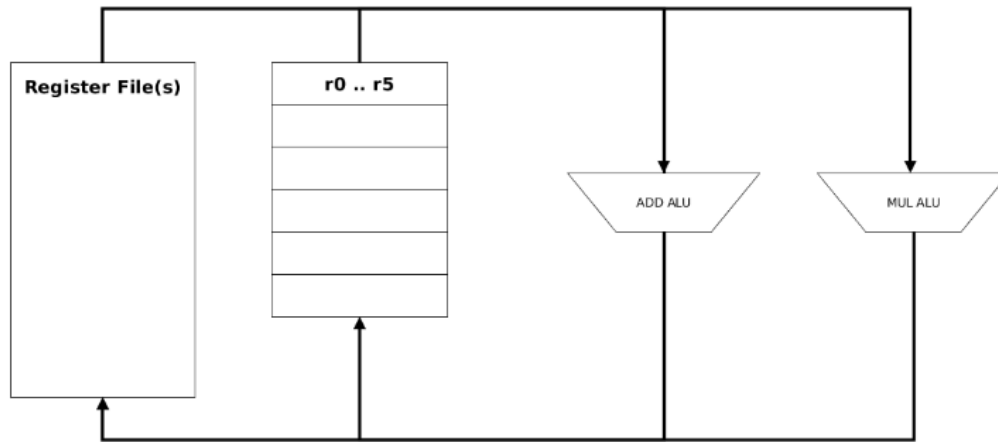 Register File(s)
r0 .. r5
ADD ALU
MUL ALU